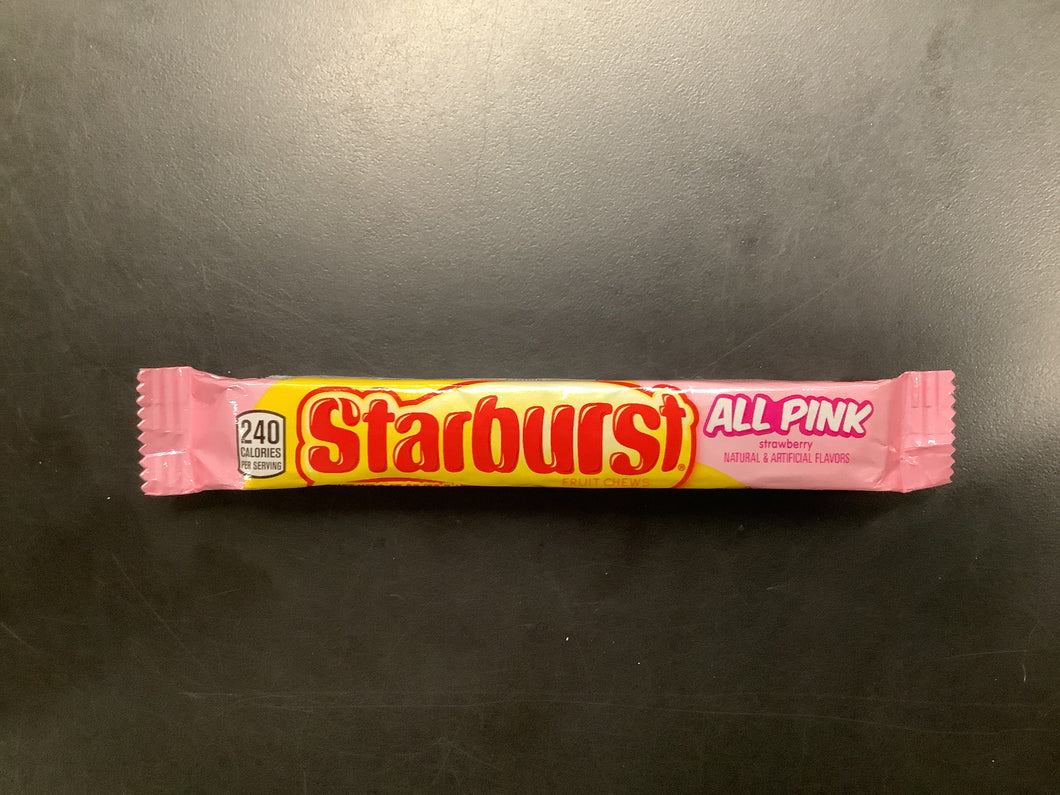 240
CALORIES
PER SERVING
Starburst®
FRUIT CHEWS
ALL PINK
strawberry
NATURAL & ARTIFICIAL FLAVORS